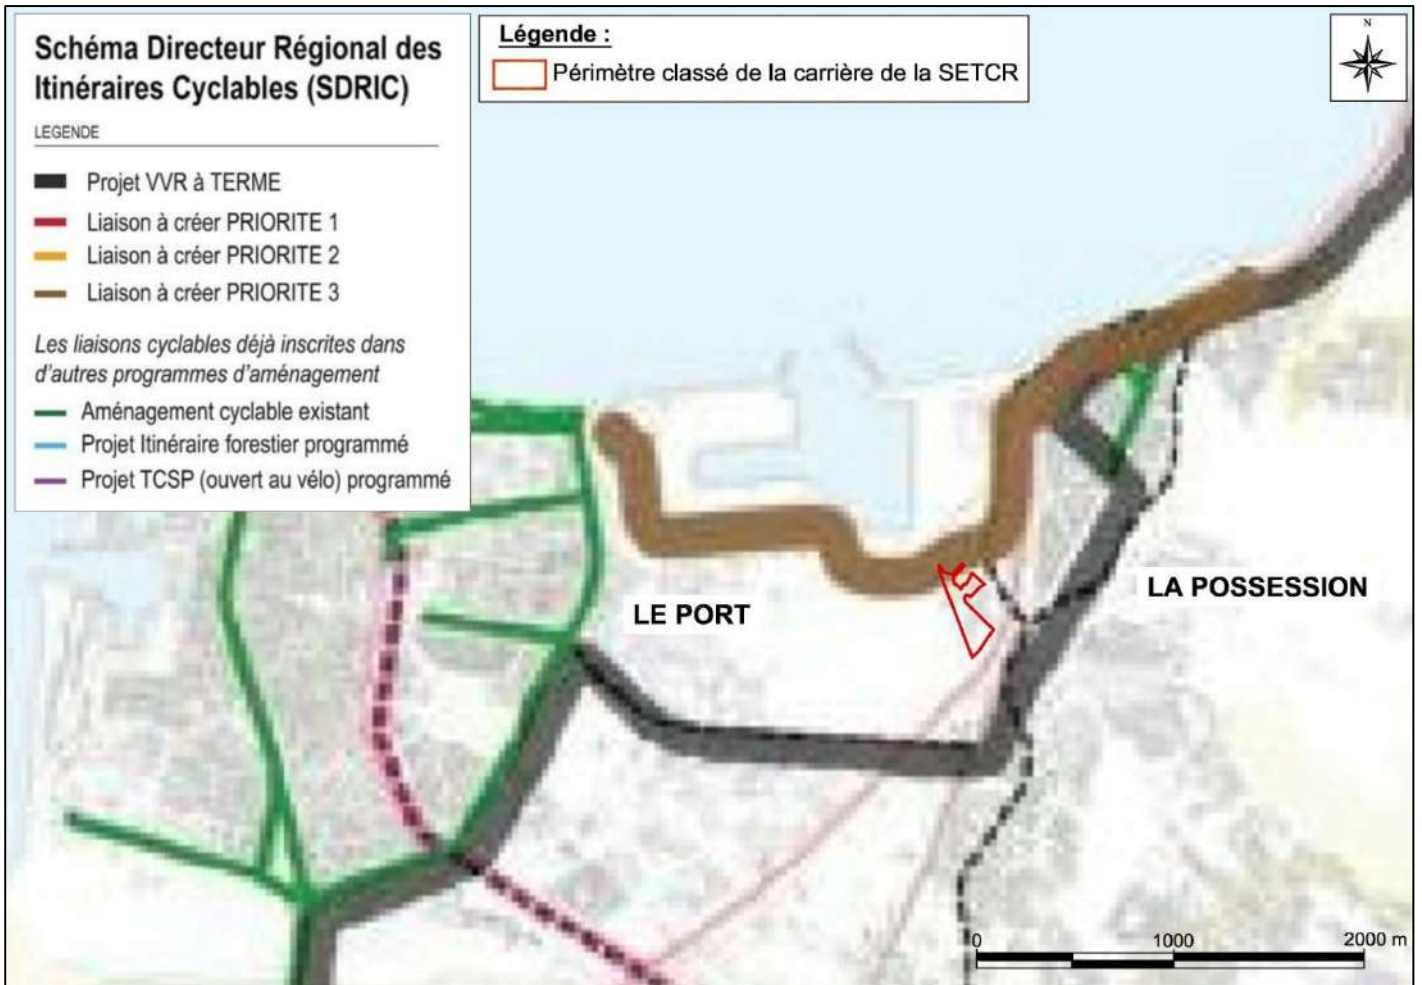 Schéma Directeur Régional des
Itinéraires Cyclables (SDRIC)
LEGENDE
Projet VVR à TERME
Liaison à créer PRIORITE 1
Liaison à créer PRIORITE 2
Liaison à créer PRIORITE 3
Les liaisons cyclables déjà inscrites dans
d'autres programmes d'aménagement
Aménagement cyclable existant
Projet Itinéraire forestier programmé
Projet TCSP (ouvert au vélo) programmé
Légende :
Périmètre classé de la carrière de la SETCR
N
LE PORT
LA POSSESSION
0 1000 2000 m